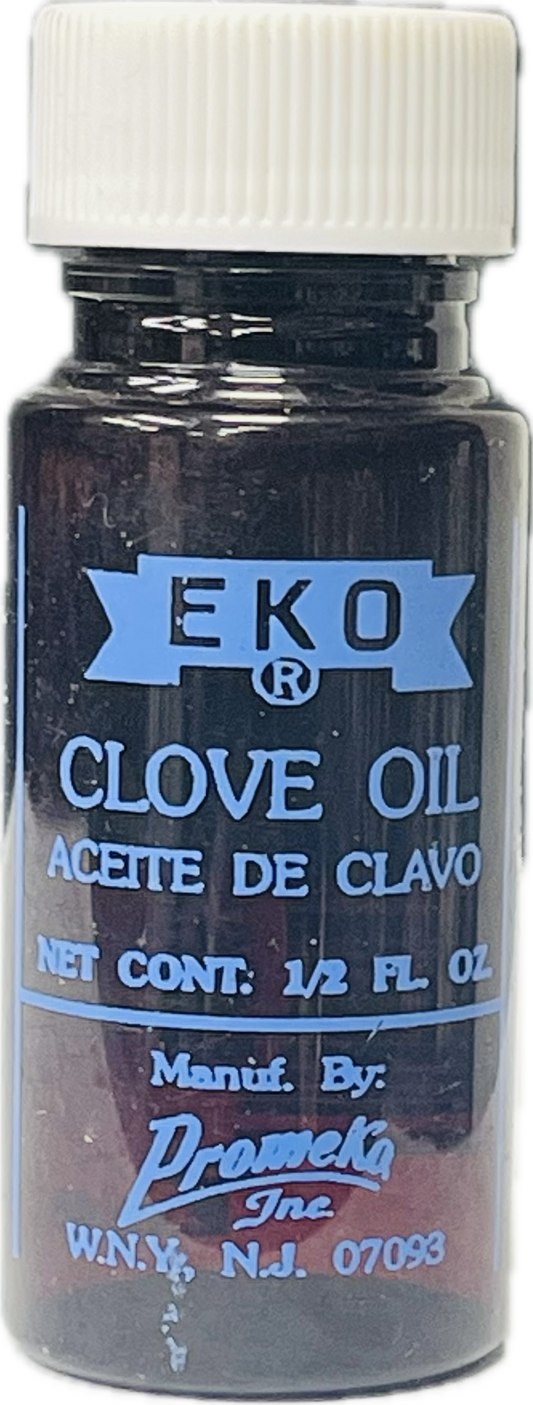 EKO
®
CLOVE OIL
ACEITE DE CLAVO
NET CONT: 1/2 FL. OZ.
Manuf. By:
Promeka
Inc
W.N.Y., N.J. 07093